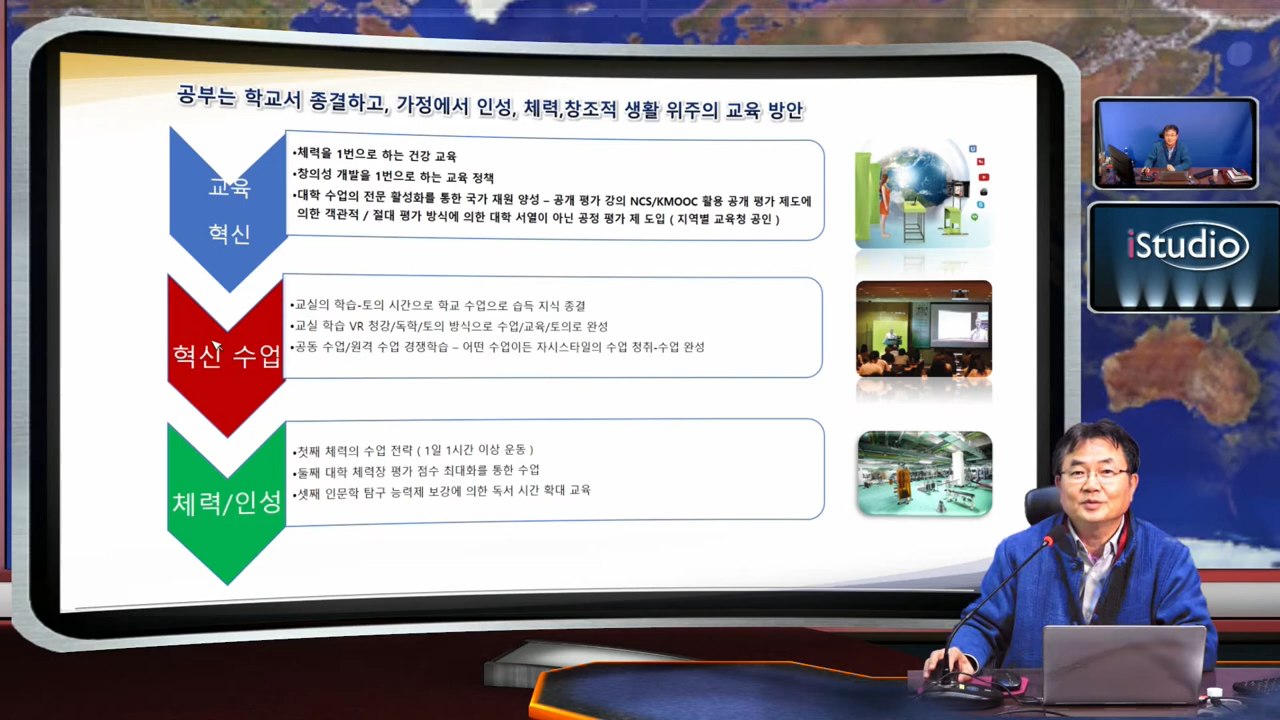 공부는 학교서 종결하고, 가정에서 인성, 체력,창조적 생활 위주의 교육 방안
교육
혁신
•체력을 1번으로 하는 건강 교육
•창의성 개발을 1번으로 하는 교육 정책
•대학 수업의 전문 활성화를 통한 국가 재원 양성 – 공개 평가 강의 NCS/KMOOC 활용 공개 평가 제도에
의한 객관적 / 절대 평가 방식에 의한 대학 서열이 아닌 공정 평가 제 도입 ( 지역별 교육청 공인 )
혁신 수업
•교실의 학습-토의 시간으로 학교 수업으로 습득 지식 종결
•교실 학습 VR 청강/독학/토의 방식으로 수업/교육/토의로 완성
•공동 수업/원격 수업 경쟁학습 – 어떤 수업이든 자시스타일의 수업 청취-수업 완성
체력/인성
•첫째 체력의 수업 전략 ( 1일 1시간 이상 운동 )
•둘째 대학 체력장 평가 점수 최대화를 통한 수업
•셋째 인문학 탐구 능력제 보강에 의한 독서 시간 확대 교육
iStudio